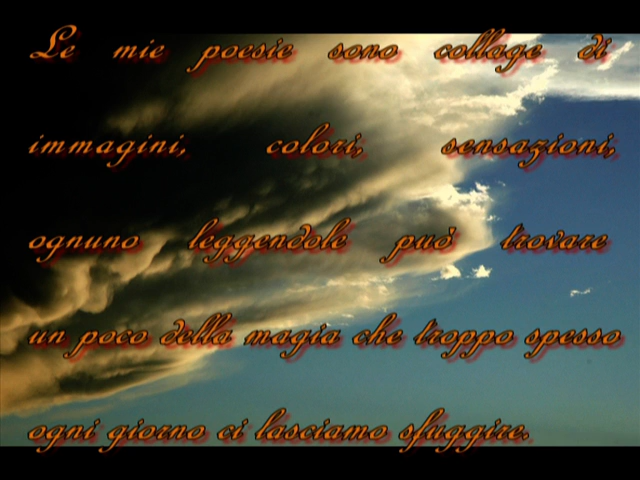 Le mie poesie sono collage di
immagini, colori, sensazioni,
ognuno leggendole può trovare
un poco della magia che troppo spesso
ogni giorno ci lasciamo sfuggire.